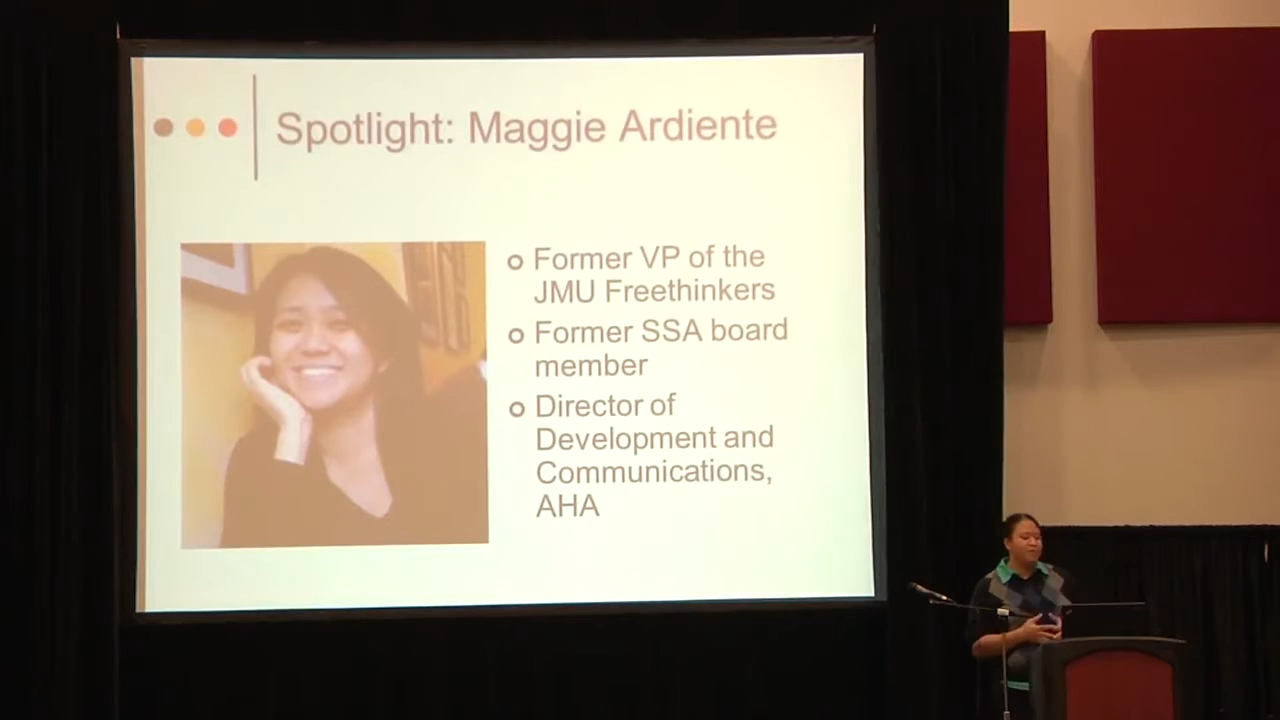 Spotlight: Maggie Ardiente
Former VP of the
JMU Freethinkers
Former SSA board
member
Director of
Development and
Communications,
AHA